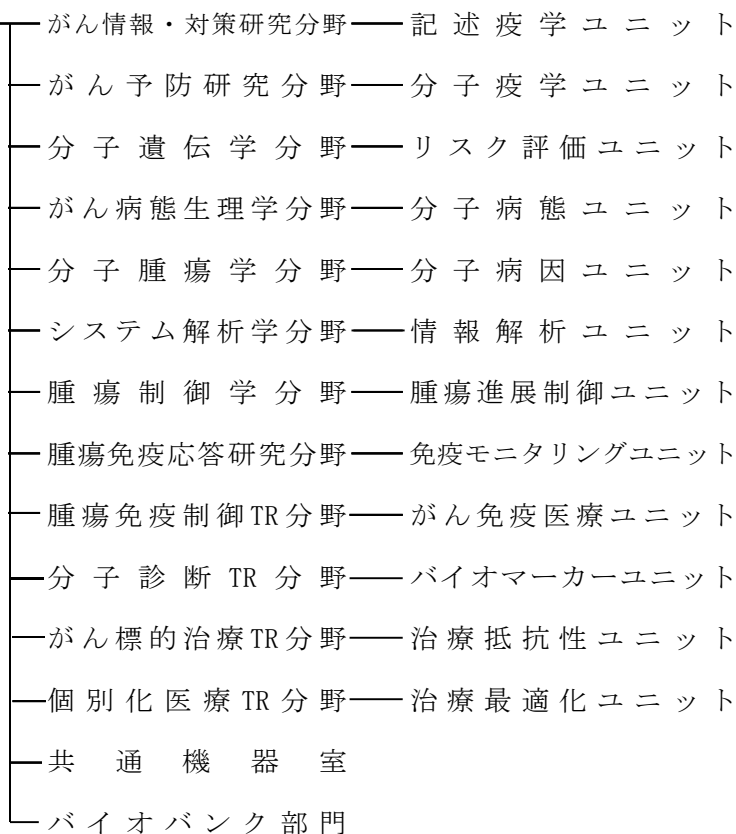 がん情報・対策研究分野 記述疫学ユニット
がん予防研究分野 分子疫学ユニット
分子遺伝学分野 リスク評価ユニット
がん病態生理学分野 分子病態ユニット
分子腫瘍学分野 分子病因ユニット
システム解析学分野 情報解析ユニット
腫瘍制御学分野 腫瘍進展制御ユニット
腫瘍免疫応答研究分野 免疫モニタリングユニット
腫瘍免疫制御TR分野 がん免疫医療ユニット
分子診断TR分野 バイオマーカーユニット
がん標的治療TR分野 治療抵抗性ユニット
個別化医療TR分野 治療最適化ユニット
共通機器室
バイオバンク部門